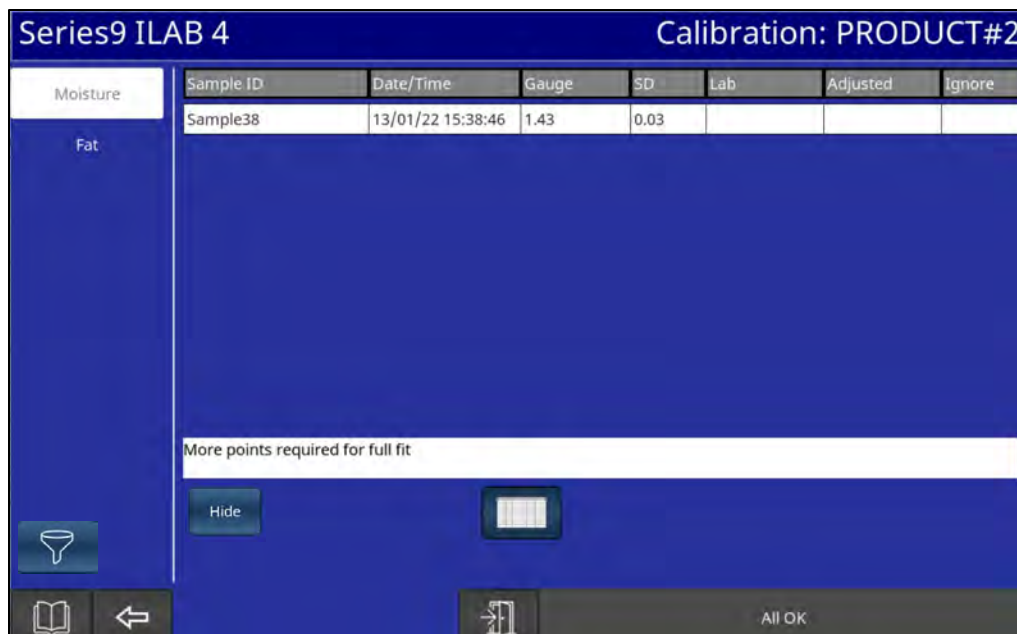 Series9 ILAB 4 Calibration: PRODUCT#2
Moisture
Fat
Sample ID Date/Time Gauge SD Lab Adjusted Ignore
Sample38 13/01/22 15:38:46 1.43 0.03
More points required for full fit
Hide
All OK